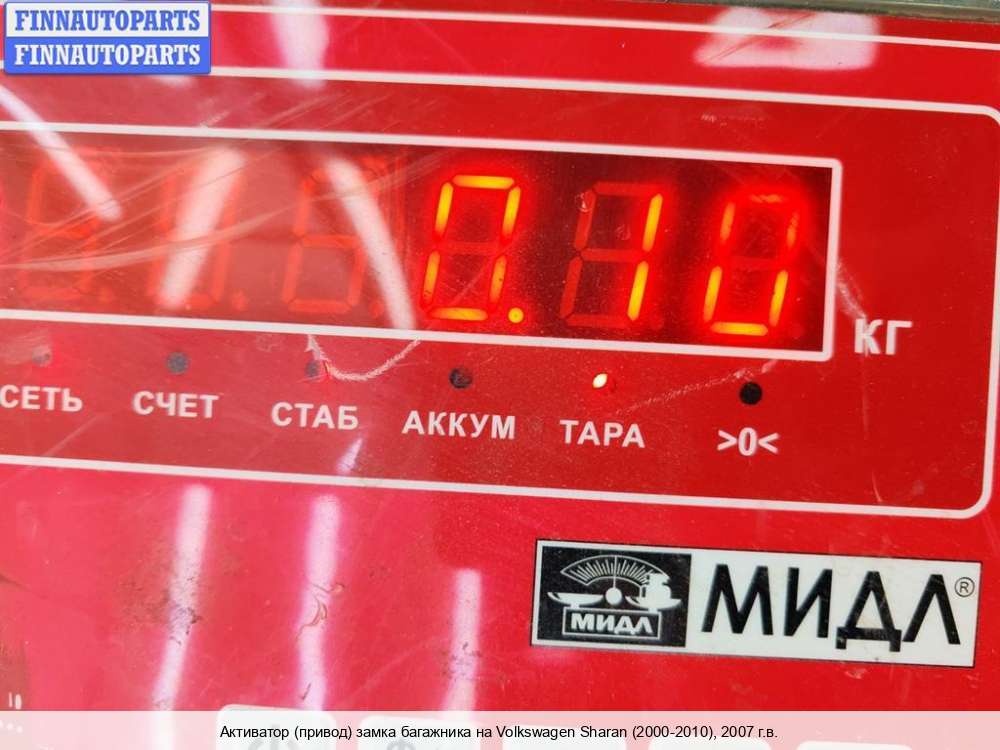 FINNAUTOPARTS
FINNAUTOPARTS
0.10
КГ
СЕТЬ СЧЕТ СТАБ АККУМ ТАРА >0<
МИДЛ МИДЛ®
Активатор (привод) замка багажника на Volkswagen Sharan (2000-2010), 2007 г.в.